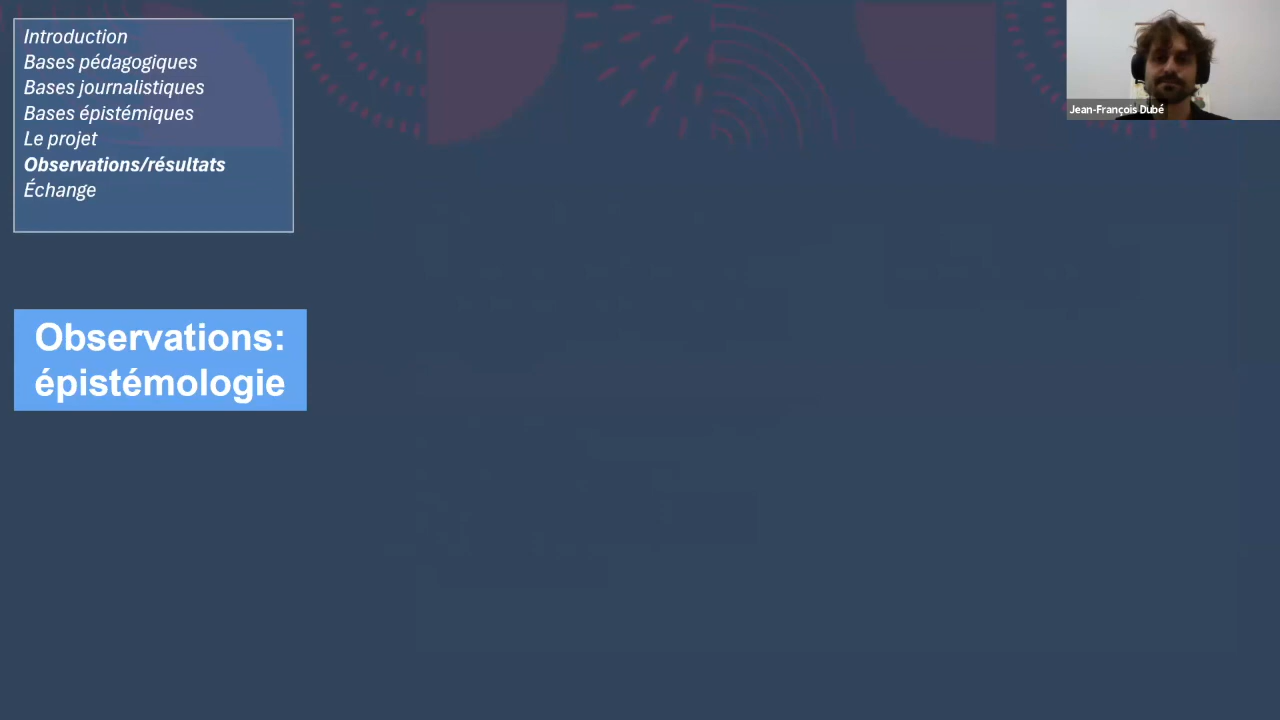 Introduction
Bases pédagogiques
Bases journalistiques
Bases épistémiques
Le projet
Observations/résultats
Échange
Jean-François Dubé
Observations:
épistémologie